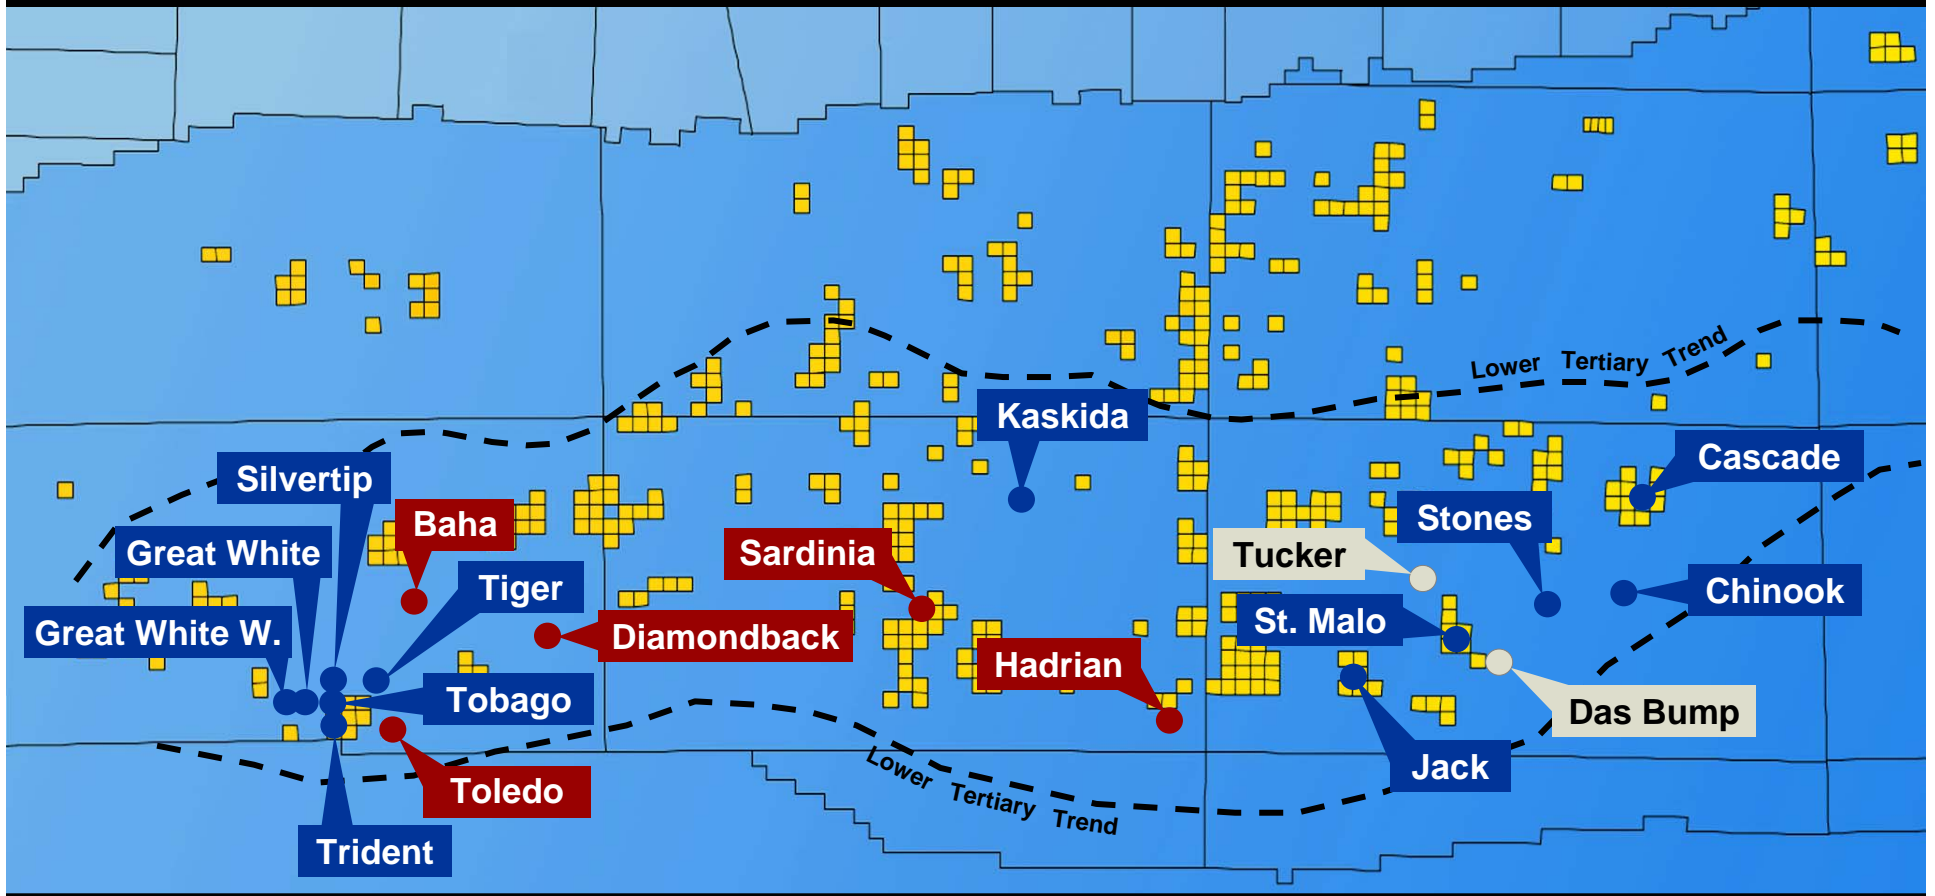 Lower Tertiary Trend
Kaskida
Silvertip
Cascade
Baha
Stones
Great White
Sardinia
Tucker
Tiger
Chinook
Great White W.
Diamondback
St. Malo
Hadrian
Tobago
Das Bump
Lower Tertiary Trend
Jack
Toledo
Trident